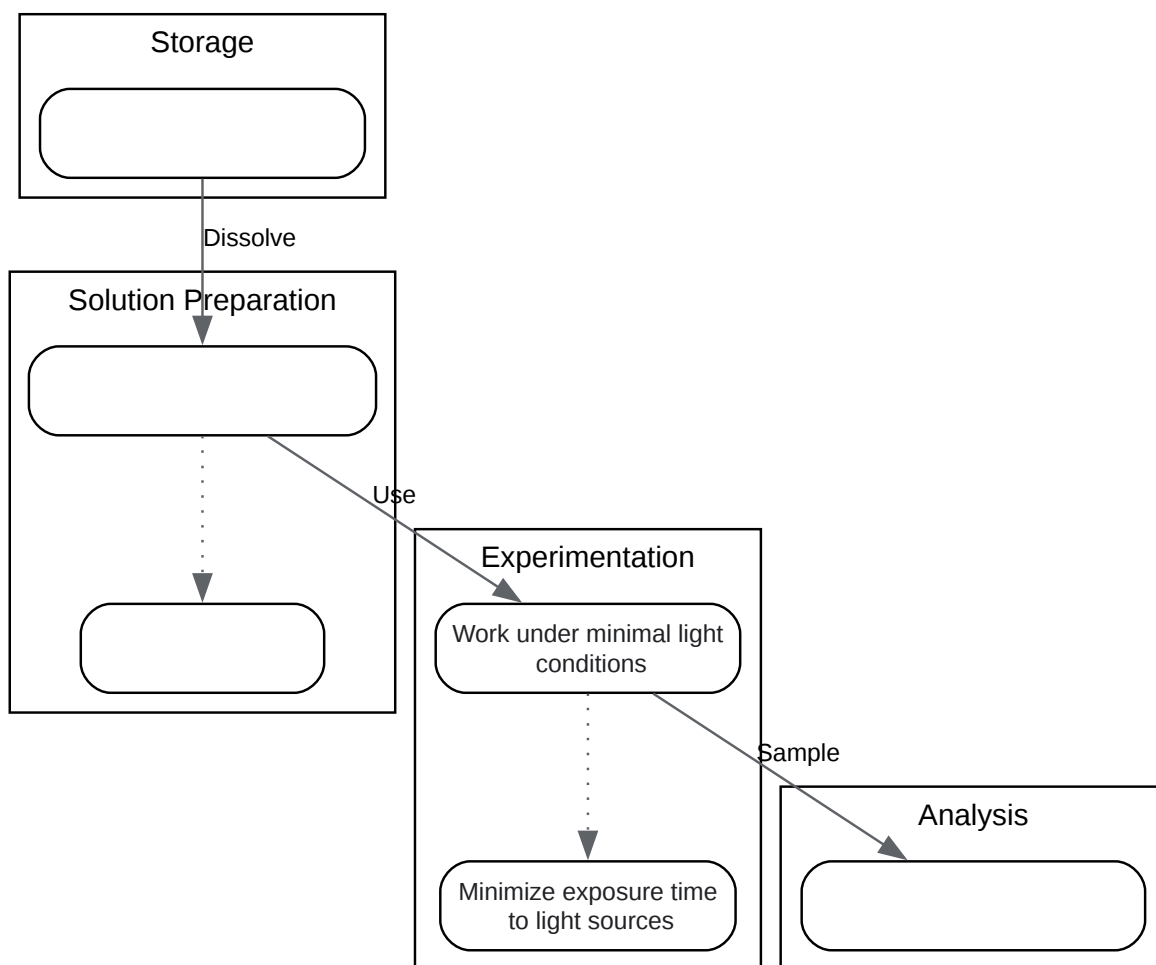 Storage
Dissolve
Solution Preparation
Use
Experimentation
Work under minimal light
conditions
Sample
Analysis
Minimize exposure time
to light sources